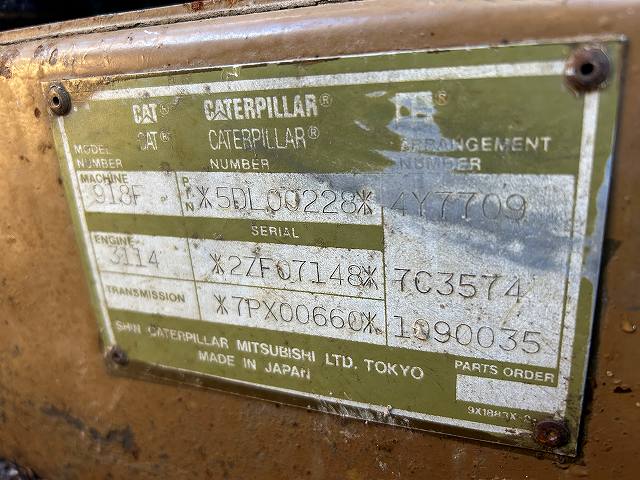 CAT® CATERPILLAR®
CAT® CATERPILLAR®
MODEL NUMBER NUMBER ARRANGEMENT NUMBER
MACHINE 918F PIN *5DL00228* 4Y7709
SERIAL
ENGINE 3114 *2ZF07148* 7C3574
TRANSMISSION *7PX00660* 1090035
SHIN CATERPILLAR MITSUBISHI LTD. TOKYO
MADE IN JAPAN
PARTS ORDER